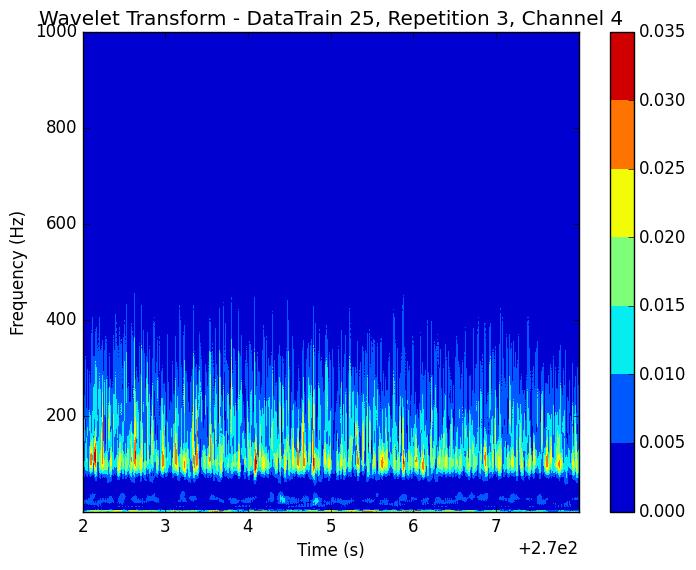 Wavelet Transform - DataTrain 25, Repetition 3, Channel 4
1000
800
600
400
200
Frequency (Hz)
2 3 4 5 6 7
Time (s)
+2.7e2
0.035
0.030
0.025
0.020
0.015
0.010
0.005
0.000